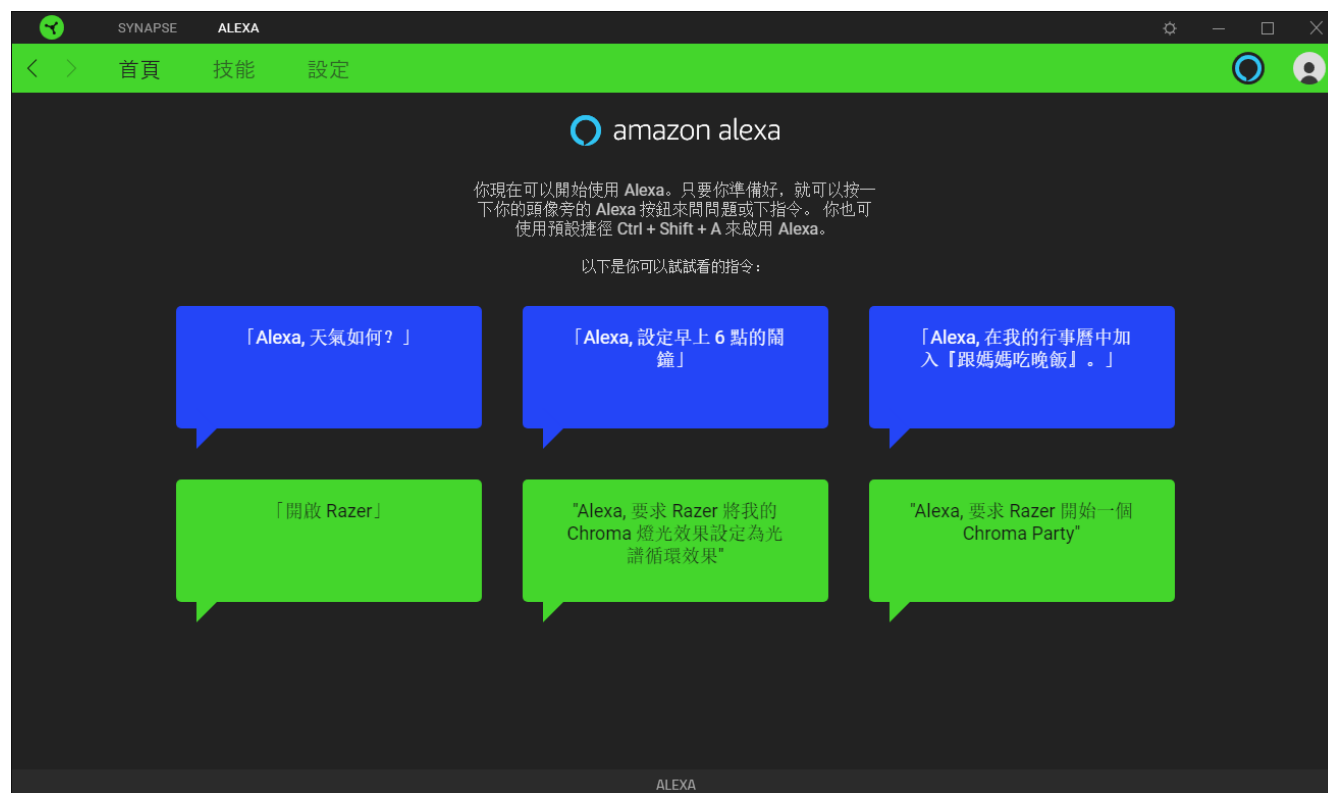 SYNAPSE ALEXA
首頁 技能 設定
amazon alexa
你現在可以開始使用 Alexa。只要你準備好，就可以按一
下你的頭像旁的 Alexa 按鈕來問問題或下指令。 你也可
使用預設捷徑 Ctrl + Shift + A 來啟用 Alexa。
以下是你可以試試看的指令：
「Alexa, 天氣如何？」
「Alexa, 設定早上 6 點的鬧
鐘」
「Alexa, 在我的行事曆中加
入『跟媽媽吃晚飯』。」
「開啟 Razer」
"Alexa, 要求 Razer 將我的
Chroma 燈光效果設定為光
譜循環效果"
"Alexa, 要求 Razer 開始一個
Chroma Party"
ALEXA